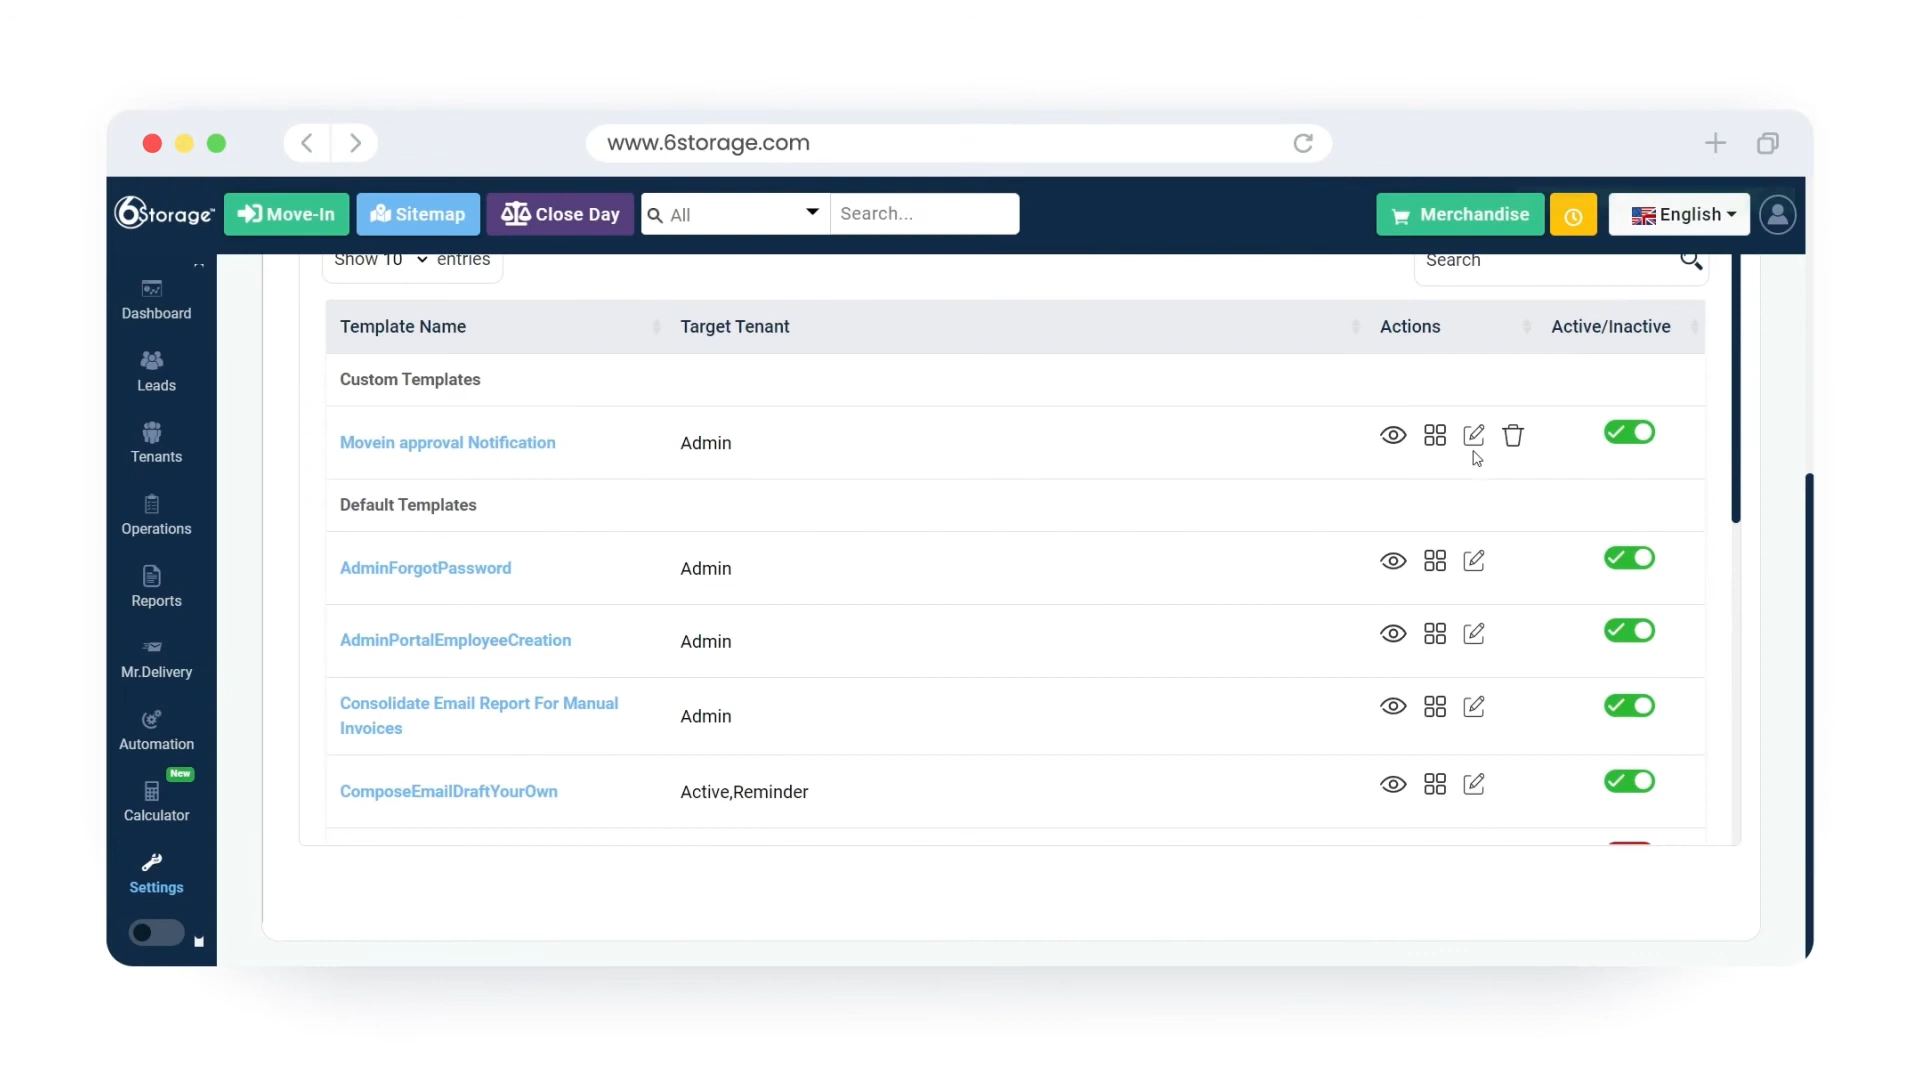 www.6storage.com
6Storage™ Move-In Sitemap Close Day All Search... Merchandise English
Show 10 entries Search
Dashboard
Leads
Tenants
Operations
Reports
Mr.Delivery
Automation
New
Calculator
Settings
Template Name Target Tenant Actions Active/Inactive
Custom Templates
Movein approval Notification Admin
Default Templates
AdminForgotPassword Admin
AdminPortalEmployeeCreation Admin
Consolidate Email Report For Manual
Invoices Admin
ComposeEmailDraftYourOwn Active,Reminder